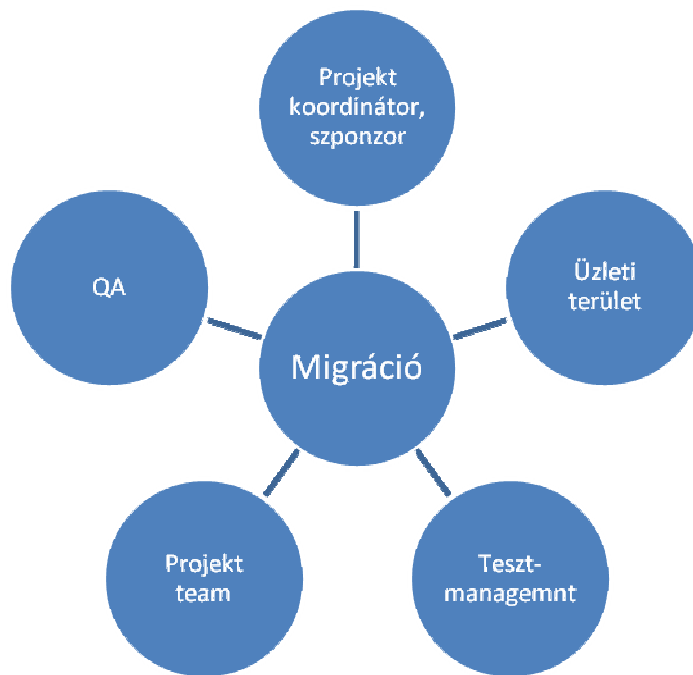 Projekt
koordinátor,
szponzor
QA
Üzleti
terület
Migráció
Projekt
team
Teszt-
managemnt